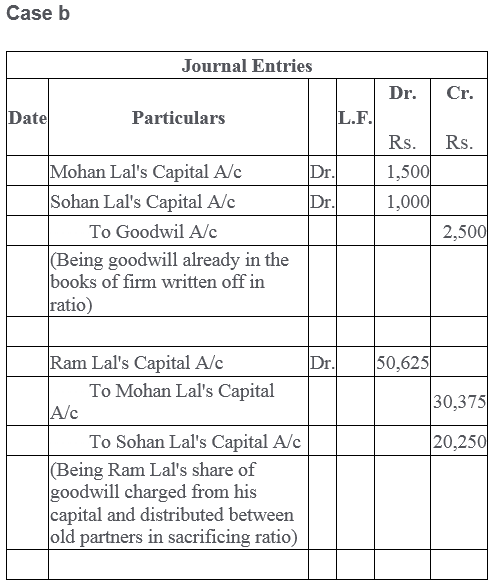 Case b
Journal Entries
Date Particulars L.F. Dr. Rs. Cr. Rs.
Mohan Lal's Capital A/c Dr. 1,500
Sohan Lal's Capital A/c Dr. 1,000
To Goodwil A/c 2,500
(Being goodwill already in the
books of firm written off in
ratio)
Ram Lal's Capital A/c Dr. 50,625
To Mohan Lal's Capital
A/c 30,375
To Sohan Lal's Capital A/c 20,250
(Being Ram Lal's share of
goodwill charged from his
capital and distributed between
old partners in sacrificing ratio)